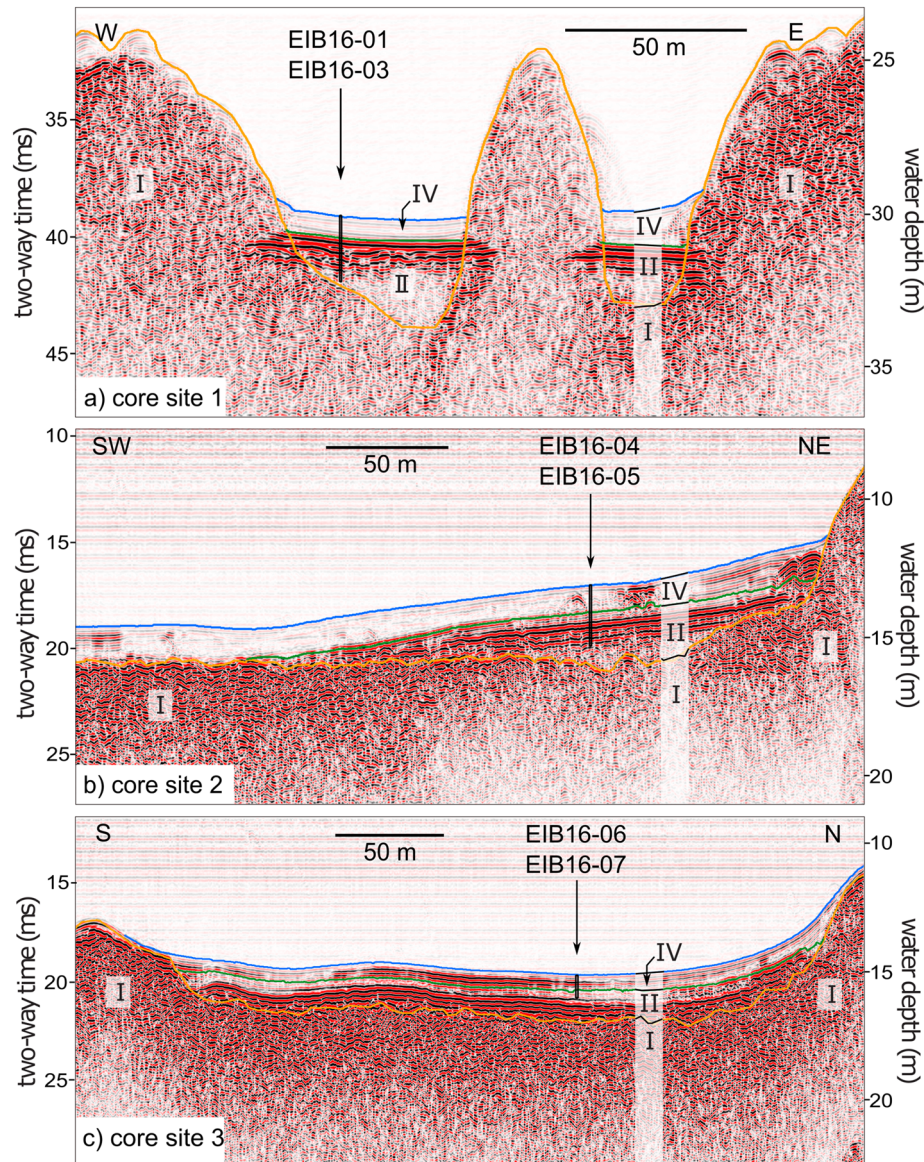 W
EIB16-01
EIB16-03
50 m
E
two-way time (ms)
35
40
45
25
30
35
water depth (m)
I
IV
II
I
IV
II
I
a) core site 1
SW
50 m
EIB16-04
EIB16-05
NE
two-way time (ms)
10
15
20
25
10
15
20
water depth (m)
IV
II
I
I
I
b) core site 2
S
50 m
EIB16-06
EIB16-07
N
two-way time (ms)
15
20
25
10
15
20
water depth (m)
IV
I
II
I
I
c) core site 3